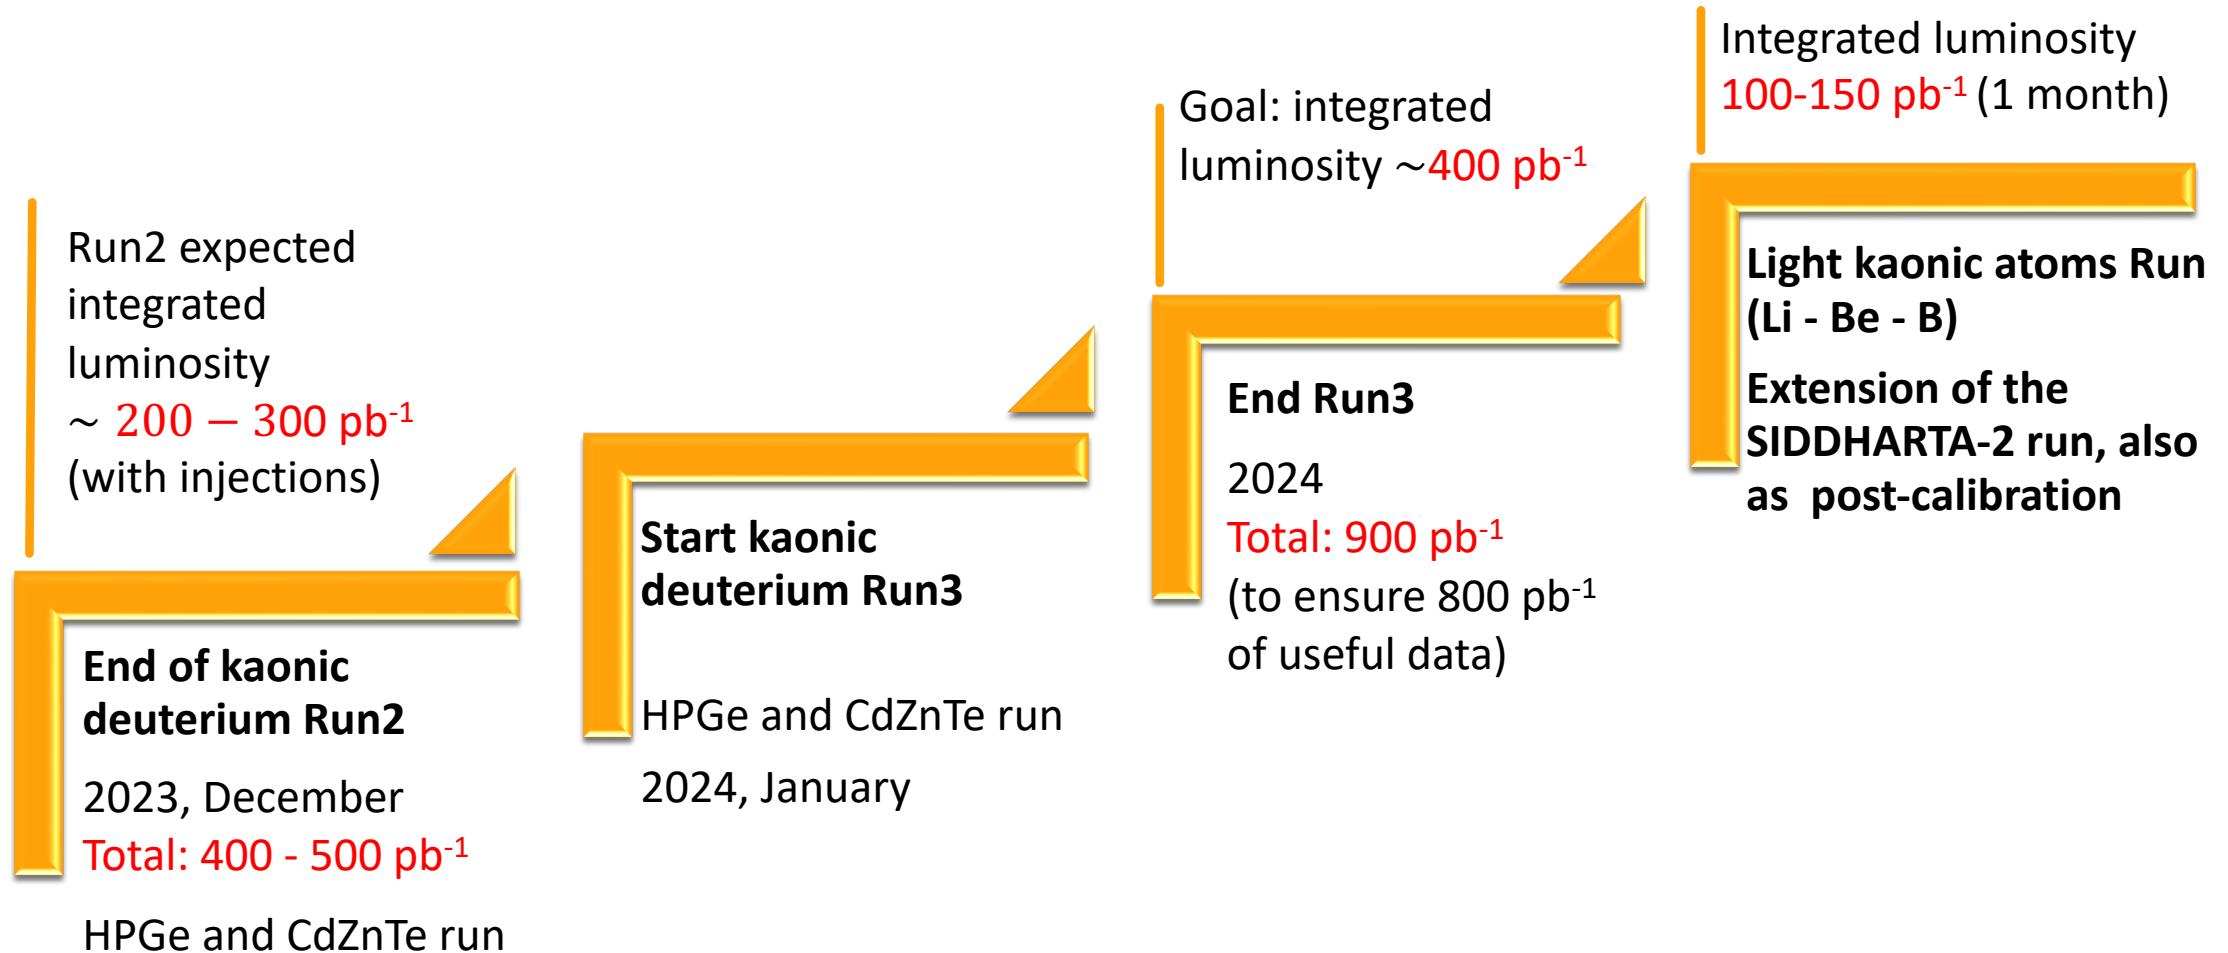 Run2 expected
integrated
luminosity
~ 200 – 300 pb⁻¹
(with injections)
End of kaonic
deuterium Run2
2023, December
Total: 400 - 500 pb⁻¹
HPGe and CdZnTe run
Start kaonic
deuterium Run3
HPGe and CdZnTe run
2024, January
Goal: integrated
luminosity ~400 pb⁻¹
End Run3
2024
Total: 900 pb⁻¹
(to ensure 800 pb⁻¹
of useful data)
Integrated luminosity
100-150 pb⁻¹ (1 month)
Light kaonic atoms Run
(Li - Be - B)
Extension of the
SIDDHARTA-2 run, also
as post-calibration